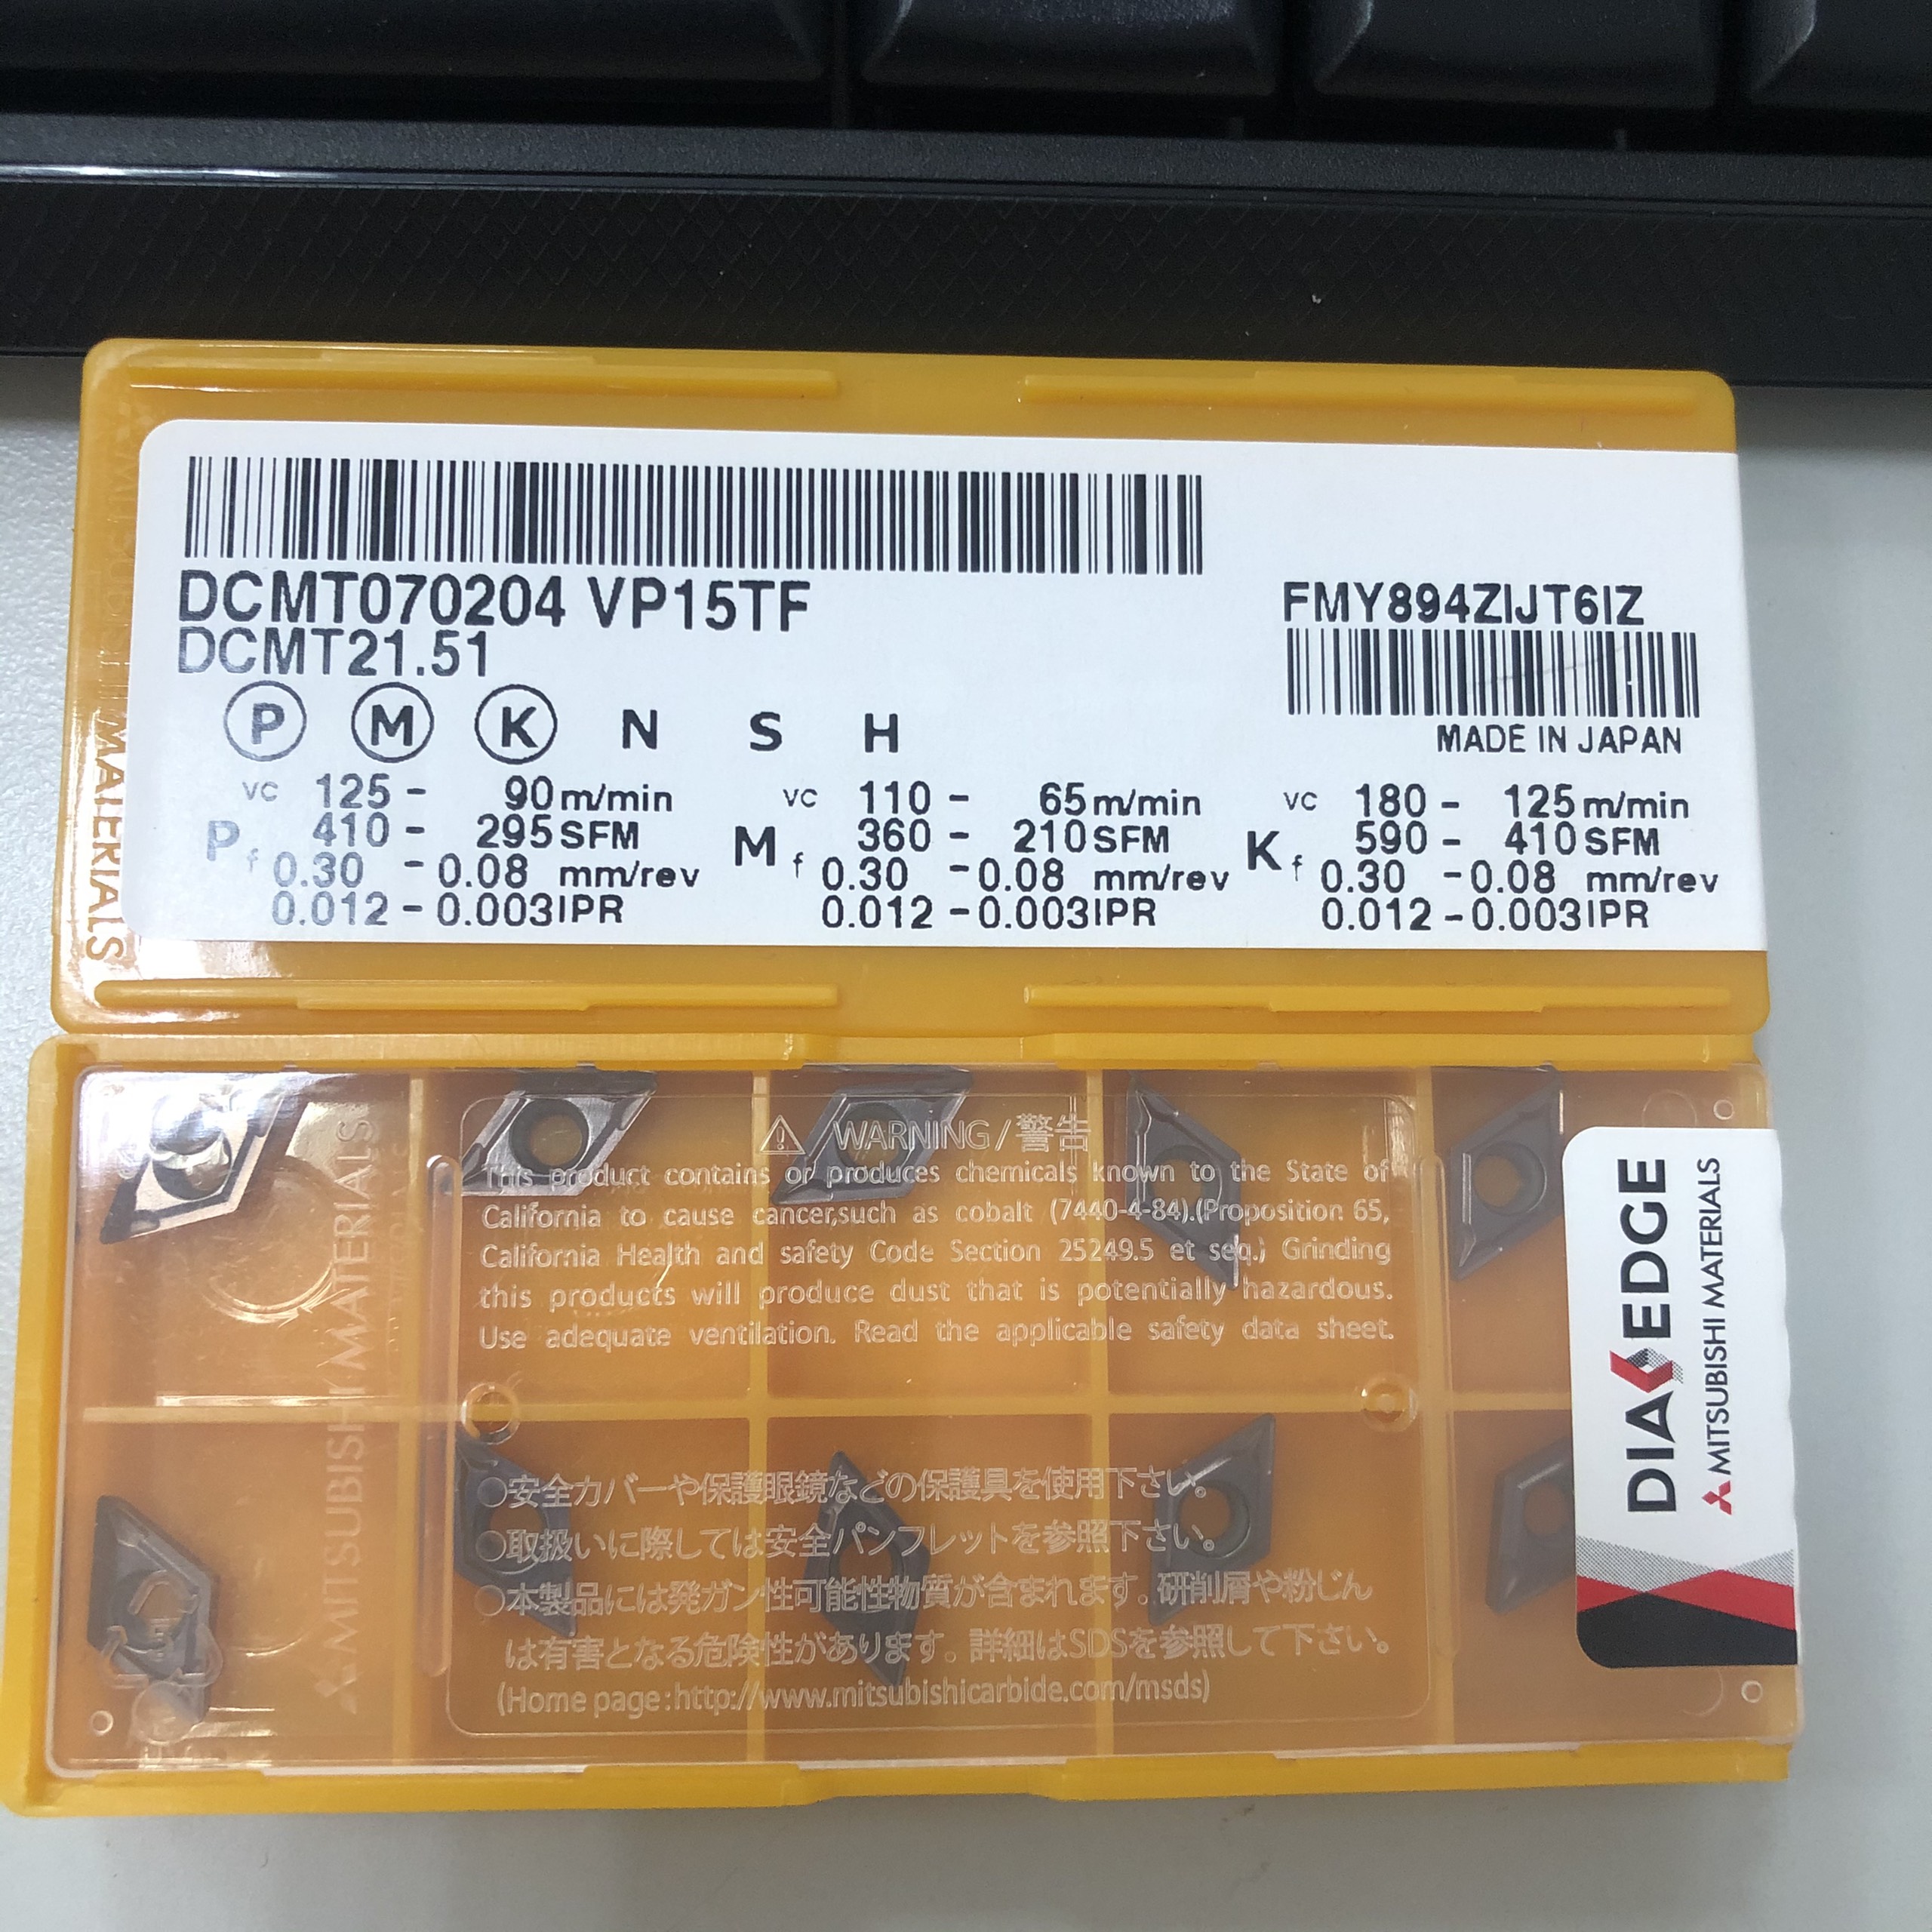 DCMT070204 VP15TF
DCMT21.51
FMY894ZIJT6IZ
MADE IN JAPAN
P M K N S H
P vc 125 - 90 m/min
410 - 295 SFM
f 0.30 - 0.08 mm/rev
0.012 - 0.003 IPR
M vc 110 - 65 m/min
360 - 210 SFM
f 0.30 - 0.08 mm/rev
0.012 - 0.003 IPR
K vc 180 - 125 m/min
590 - 410 SFM
f 0.30 - 0.08 mm/rev
0.012 - 0.003 IPR
MATERIALS
WARNING / 警告
This product contains or produces chemicals known to the State of
California to cause cancer,such as cobalt (7440-4-84).(Proposition 65,
California Health and safety Code Section 25249.5 et seq.) Grinding
this products will produce dust that is potentially hazardous.
Use adequate ventilation. Read the applicable safety data sheet.
○安全カバーや保護眼鏡などの保護具を使用下さい。
○取扱いに際しては安全パンフレットを参照下さい。
○本製品には発ガン性可能性物質が含まれます。研削屑や粉じん
は有害となる危険性があります。詳細はSDSを参照して下さい。
(Home page:http://www.mitsubishicarbide.com/msds)
MITSUBISHI MATERIALS
DIAEDGE
MITSUBISHI MATERIALS
5